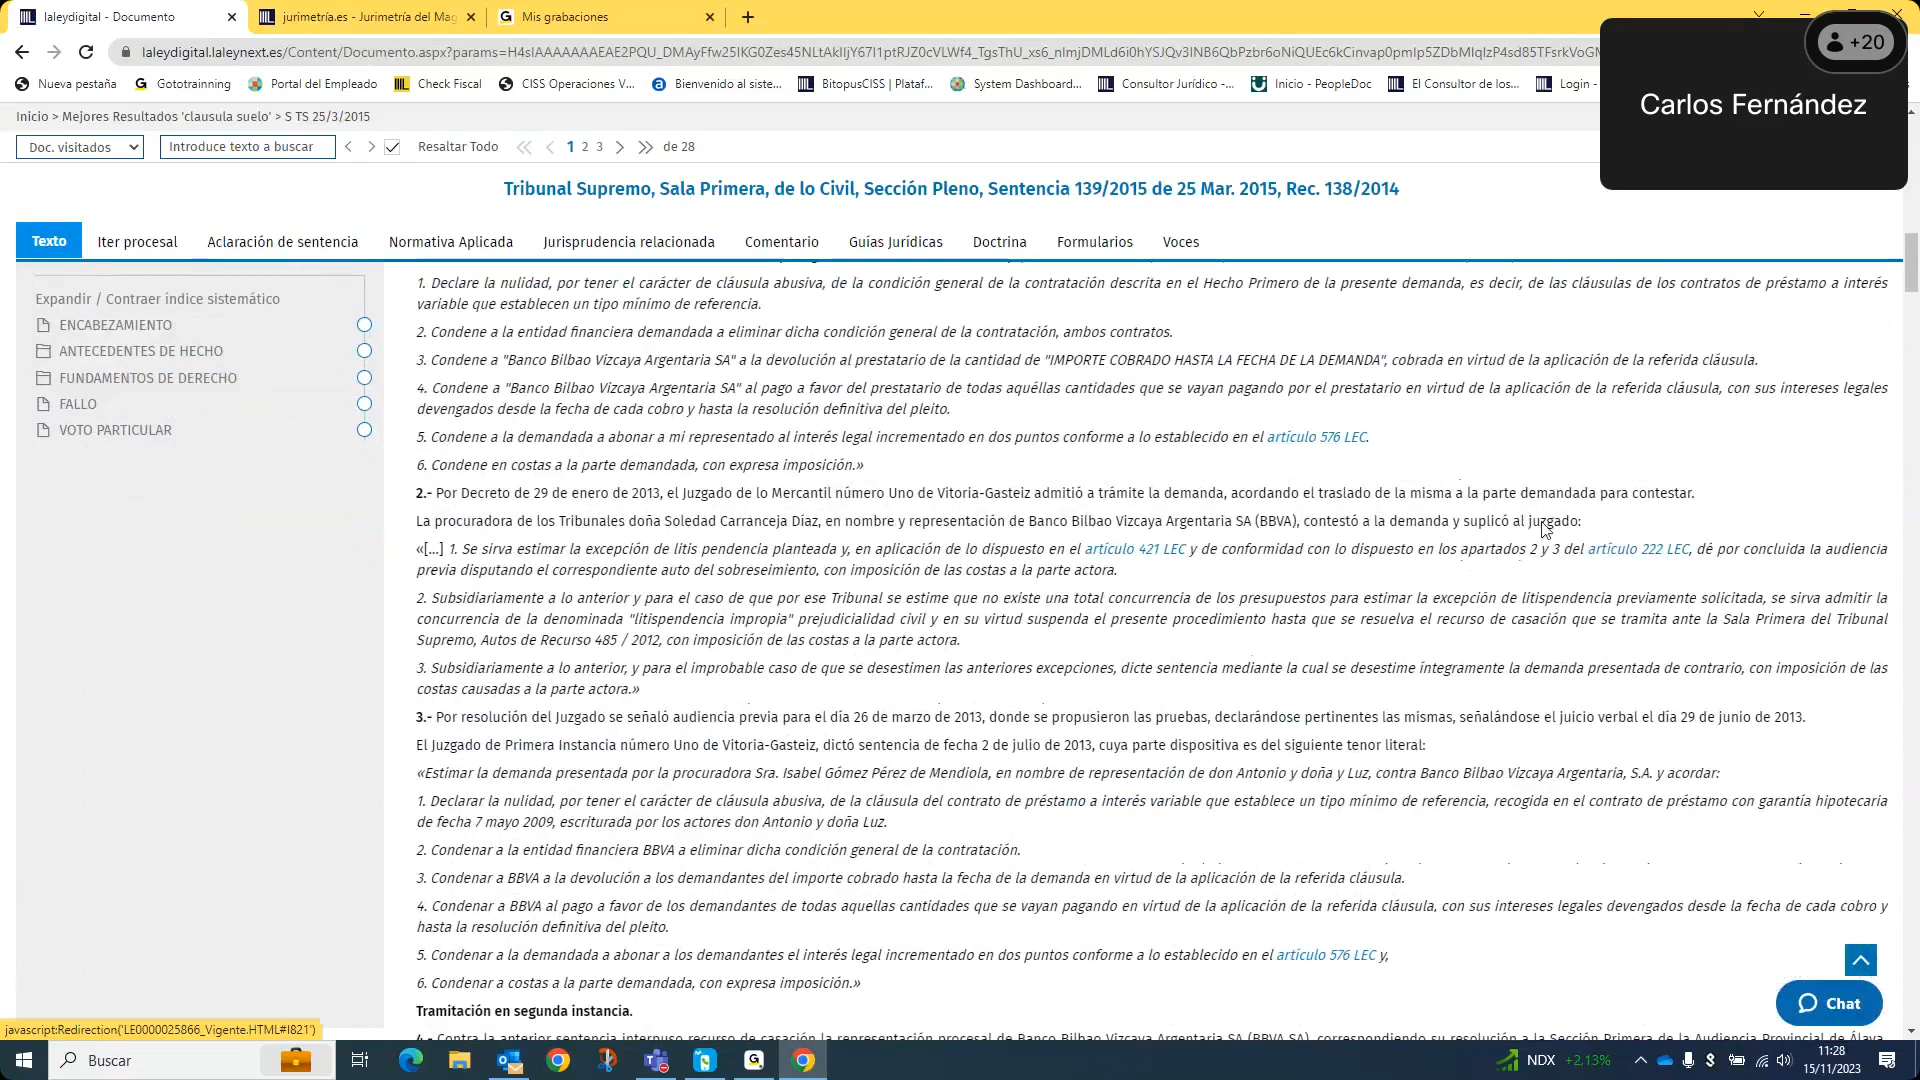 laleydigital - Documento
jurimetría.es - Jurimetría del Mag
Mis grabaciones
laleydigital.laleynext.es/Content/Documento.aspx?params=
Nueva pestaña
Gototrainning
Portal del Empleado
Check Fiscal
CISS Operaciones V...
Bienvenido al siste...
BitopusCISS | Plataf...
System Dashboard...
Consultor Jurídico -...
Inicio - PeopleDoc
El Consultor de los...
Login -
+20
Carlos Fernández
Inicio > Mejores Resultados 'clausula suelo' > S TS 25/3/2015
Doc. visitados
Introduce texto a buscar
Resaltar Todo
1 2 3
de 28
Tribunal Supremo, Sala Primera, de lo Civil, Sección Pleno, Sentencia 139/2015 de 25 Mar. 2015, Rec. 138/2014
Texto
Iter procesal
Aclaración de sentencia
Normativa Aplicada
Jurisprudencia relacionada
Comentario
Guías Jurídicas
Doctrina
Formularios
Voces
Expandir / Contraer índice sistemático
ENCABEZAMIENTO
ANTECEDENTES DE HECHO
FUNDAMENTOS DE DERECHO
FALLO
VOTO PARTICULAR
1. Declare la nulidad, por tener el carácter de cláusula abusiva, de la condición general de la contratación descrita en el Hecho Primero de la presente demanda, es decir, de las cláusulas de los contratos de préstamo a interés
variable que establecen un tipo mínimo de referencia.
2. Condene a la entidad financiera demandada a eliminar dicha condición general de la contratación, ambos contratos.
3. Condene a "Banco Bilbao Vizcaya Argentaria SA" a la devolución al prestatario de la cantidad de "IMPORTE COBRADO HASTA LA FECHA DE LA DEMANDA", cobrada en virtud de la aplicación de la referida cláusula.
4. Condene a "Banco Bilbao Vizcaya Argentaria SA" al pago a favor del prestatario de todas aquéllas cantidades que se vayan pagando por el prestatario en virtud de la aplicación de la referida cláusula, con sus intereses legales
devengados desde la fecha de cada cobro y hasta la resolución definitiva del pleito.
5. Condene a la demandada a abonar a mi representado al interés legal incrementado en dos puntos conforme a lo establecido en el artículo 576 LEC.
6. Condene en costas a la parte demandada, con expresa imposición.»
2.- Por Decreto de 29 de enero de 2013, el Juzgado de lo Mercantil número Uno de Vitoria-Gasteiz admitió a trámite la demanda, acordando el traslado de la misma a la parte demandada para contestar.
La procuradora de los Tribunales doña Soledad Carranceja Díaz, en nombre y representación de Banco Bilbao Vizcaya Argentaria SA (BBVA), contestó a la demanda y suplicó al juzgado:
«[...] 1. Se sirva estimar la excepción de litis pendencia planteada y, en aplicación de lo dispuesto en el artículo 421 LEC y de conformidad con lo dispuesto en los apartados 2 y 3 del artículo 222 LEC, dé por concluida la audiencia
previa disputando el correspondiente auto del sobreseimiento, con imposición de las costas a la parte actora.
2. Subsidiariamente a lo anterior y para el caso de que por ese Tribunal se estime que no existe una total concurrencia de los presupuestos para estimar la excepción de litispendencia previamente solicitada, se sirva admitir la
concurrencia de la denominada "litispendencia impropia" prejudicialidad civil y en su virtud suspenda el presente procedimiento hasta que se resuelva el recurso de casación que se tramita ante la Sala Primera del Tribunal
Supremo, Autos de Recurso 485 / 2012, con imposición de las costas a la parte actora.
3. Subsidiariamente a lo anterior, y para el improbable caso de que se desestimen las anteriores excepciones, dicte sentencia mediante la cual se desestime íntegramente la demanda presentada de contrario, con imposición de las
costas causadas a la parte actora.»
3.- Por resolución del Juzgado se señaló audiencia previa para el día 26 de marzo de 2013, donde se propusieron las pruebas, declarándose pertinentes las mismas, señalándose el juicio verbal el día 29 de junio de 2013.
El Juzgado de Primera Instancia número Uno de Vitoria-Gasteiz, dictó sentencia de fecha 2 de julio de 2013, cuya parte dispositiva es del siguiente tenor literal:
«Estimar la demanda presentada por la procuradora Sra. Isabel Gómez Pérez de Mendiola, en nombre de representación de don Antonio y doña y Luz, contra Banco Bilbao Vizcaya Argentaria, S.A. y acordar:
1. Declarar la nulidad, por tener el carácter de cláusula abusiva, de la cláusula del contrato de préstamo a interés variable que establece un tipo mínimo de referencia, recogida en el contrato de préstamo con garantía hipotecaria
de fecha 7 mayo 2009, escriturada por los actores don Antonio y doña Luz.
2. Condenar a la entidad financiera BBVA a eliminar dicha condición general de la contratación.
3. Condenar a BBVA a la devolución a los demandantes del importe cobrado hasta la fecha de la demanda en virtud de la aplicación de la referida cláusula.
4. Condenar a BBVA al pago a favor de los demandantes de todas aquellas cantidades que se vayan pagando en virtud de la aplicación de la referida cláusula, con sus intereses legales devengados desde la fecha de cada cobro y
hasta la resolución definitiva del pleito.
5. Condenar a la demandada a abonar a los demandantes el interés legal incrementado en dos puntos conforme a lo establecido en el artículo 576 LEC y,
6. Condenar a costas a la parte demandada, con expresa imposición.»
Tramitación en segunda instancia.
4.- Contra la anterior sentencia interpuso recurso de casación la representación procesal de Banco Bilbao Vizcaya Argentaria SA (BBVA SA), correspondiendo su resolución a la Sección Primera de la Audiencia Provincial de Álava,
Chat
javascript:Redirection('LE0000025866_Vigente.HTML#I821')
Buscar
NDX +2,13%
11:28
15/11/2023